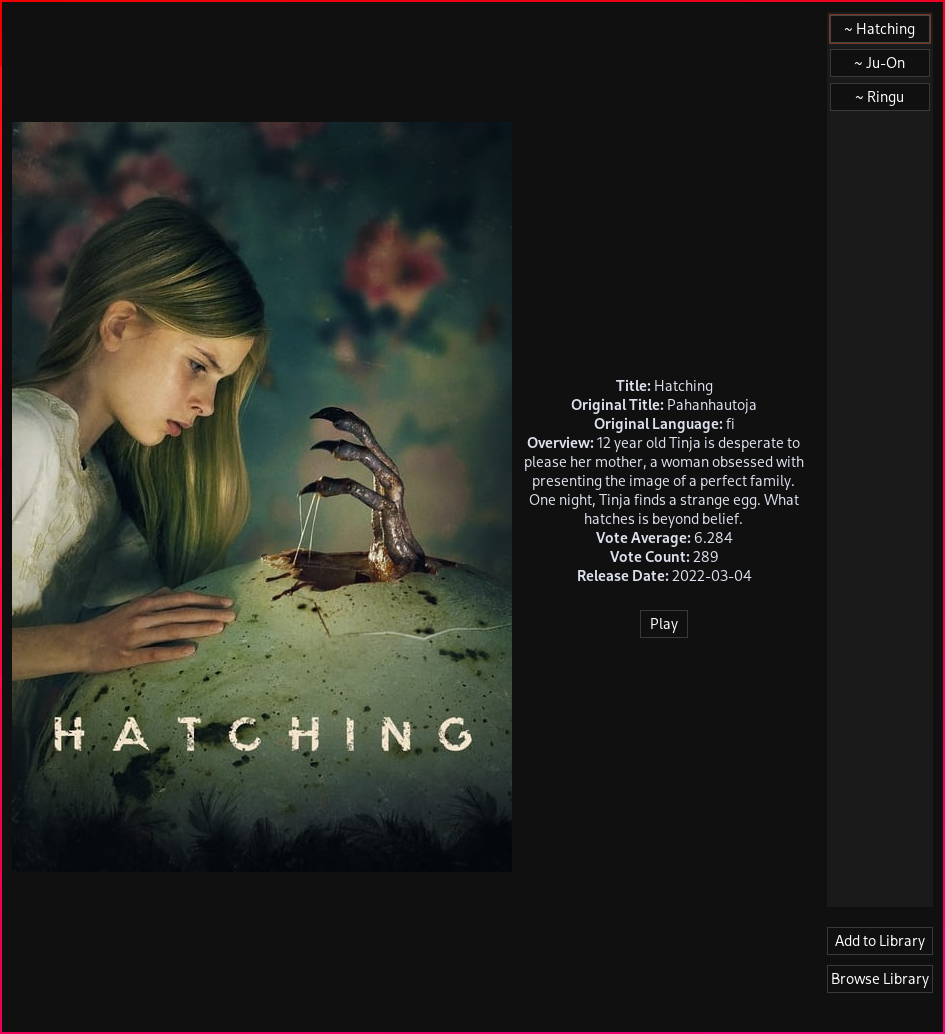 ~ Hatching
~ Ju-On
~ Ringu
HATCHING
Title: Hatching
Original Title: Pahanhautoja
Original Language: fi
Overview: 12 year old Tinja is desperate to
please her mother, a woman obsessed with
presenting the image of a perfect family.
One night, Tinja finds a strange egg. What
hatches is beyond belief.
Vote Average: 6.284
Vote Count: 289
Release Date: 2022-03-04
Play
Add to Library
Browse Library